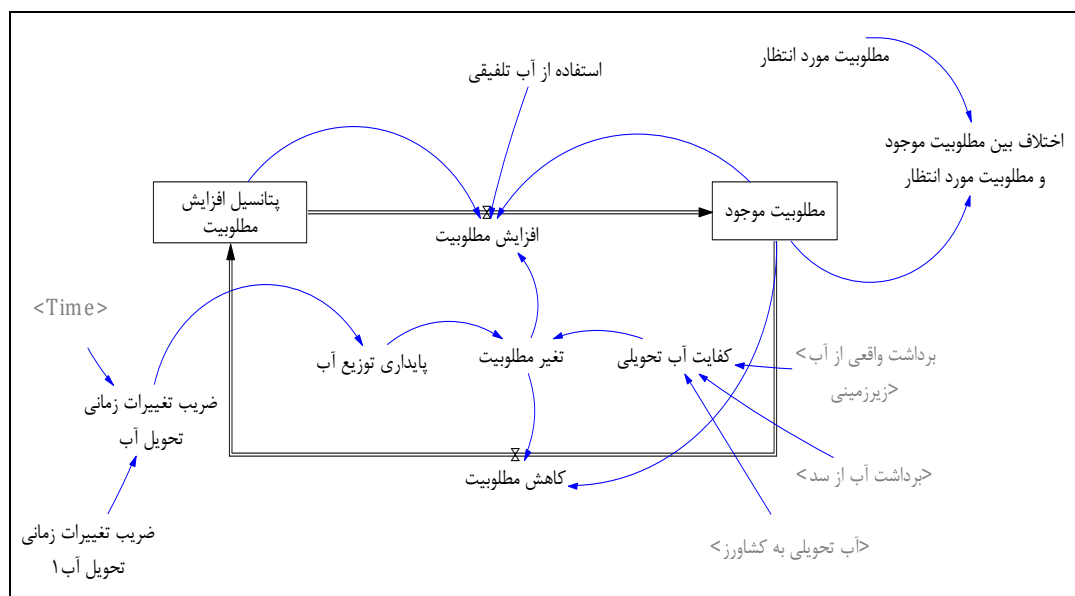 مطلوبیت مورد انتظار
استفاده از آب تلفیقی
اختلاف بین مطلوبیت موجود
و مطلوبیت مورد انتظار
پتانسیل افزایش
مطلوبیت
مطلوبیت موجود
افزایش مطلوبیت
<Time>
پایداری توزیع آب
تغیر مطلوبیت
کفایت آب تحویلی
<برداشت واقعی از آب
زیرزمینی>
ضریب تغییرات زمانی
تحویل آب
کاهش مطلوبیت
<برداشت آب از سد>
ضریب تغییرات زمانی
تحویل آب۱
<آب تحویلی به کشاورز>